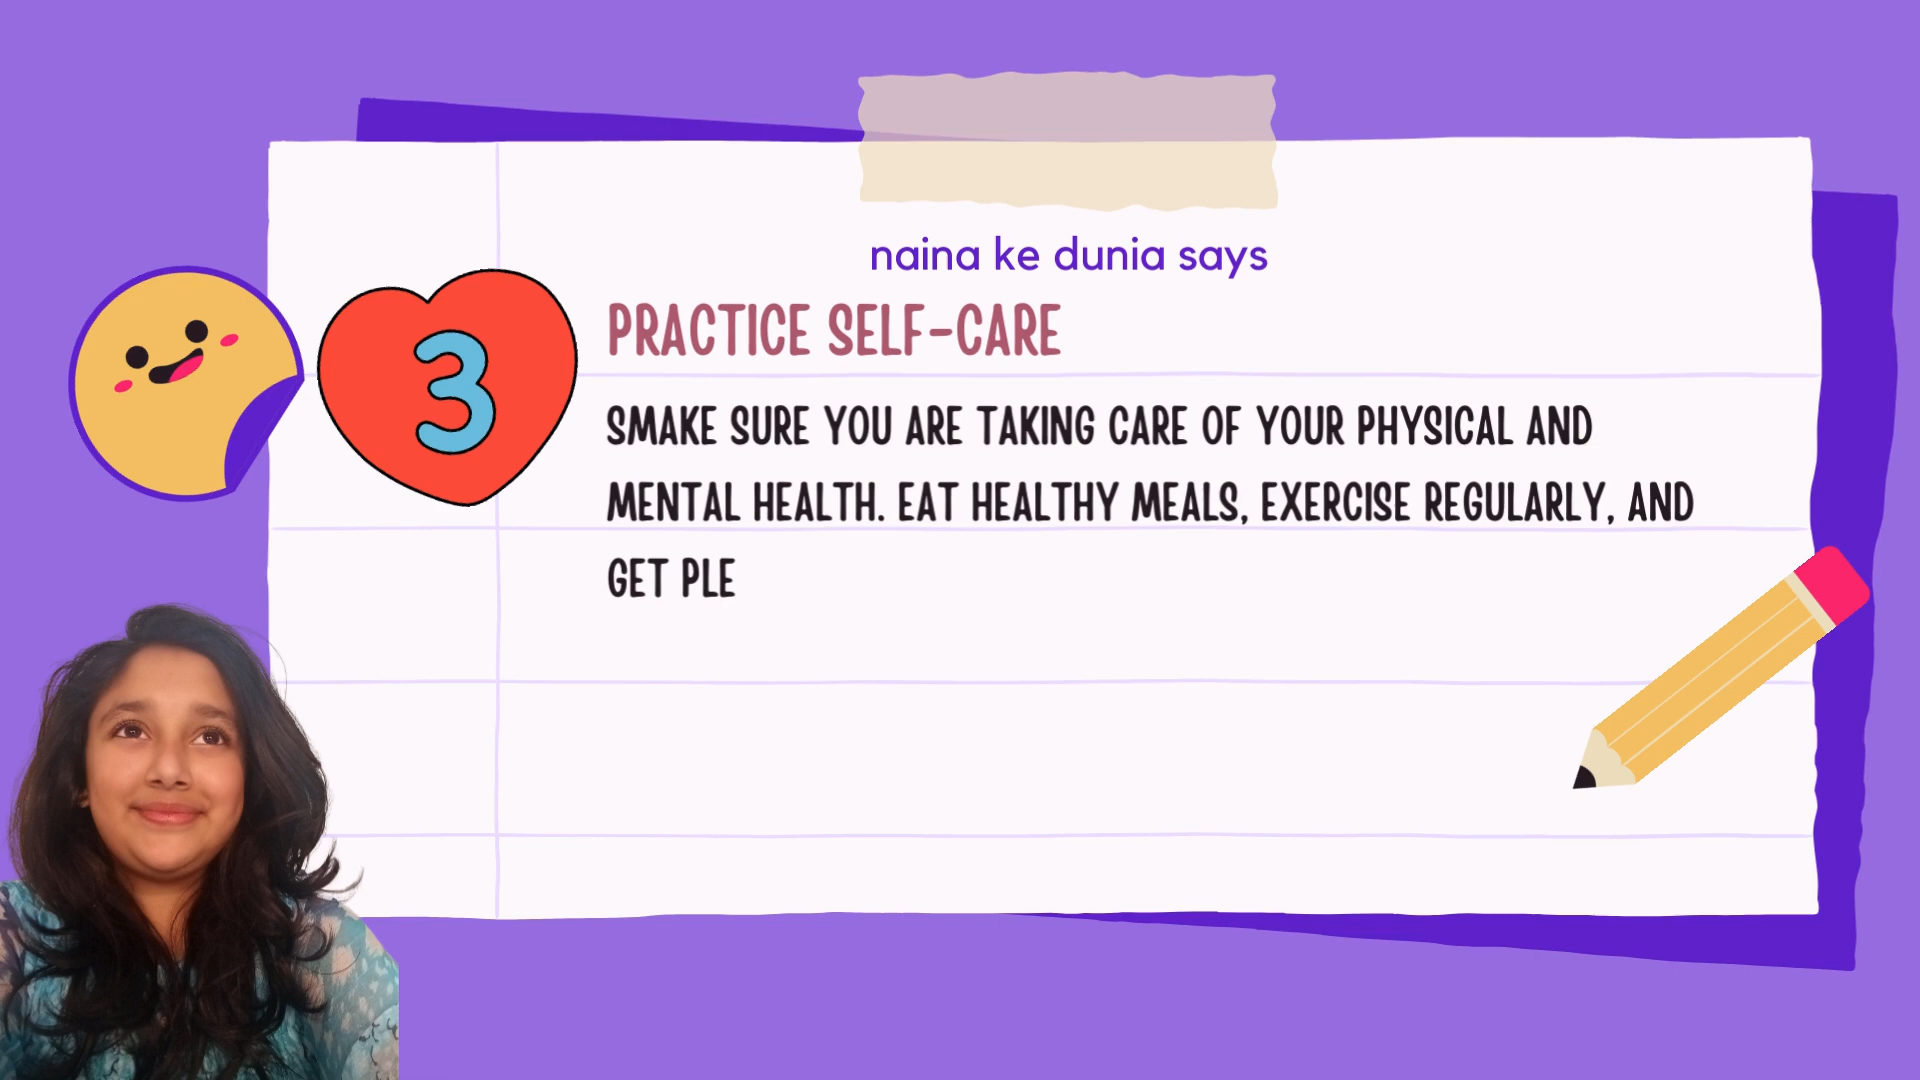 naina ke dunia says
3
PRACTICE SELF-CARE
SMAKE SURE YOU ARE TAKING CARE OF YOUR PHYSICAL AND
MENTAL HEALTH. EAT HEALTHY MEALS, EXERCISE REGULARLY, AND
GET PLE